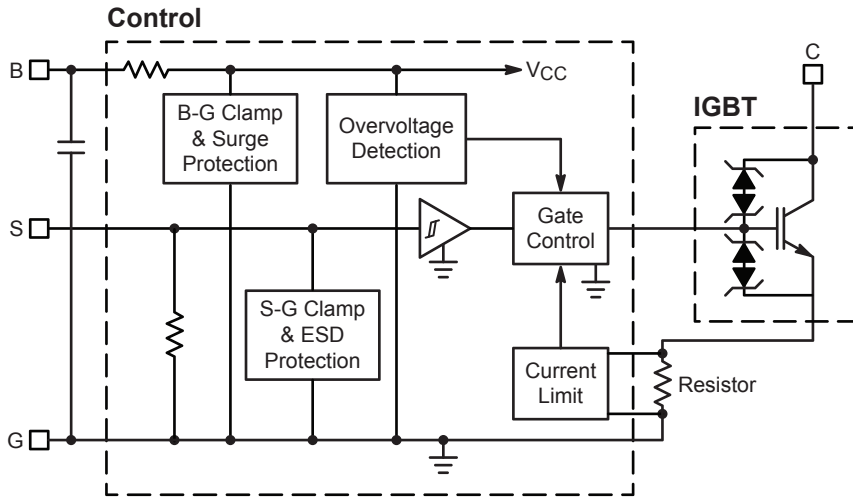 Control
B
VCC
C
B-G Clamp
& Surge
Protection
Overvoltage
Detection
IGBT
S
Gate
Control
S-G Clamp
& ESD
Protection
Current
Limit
Resistor
G